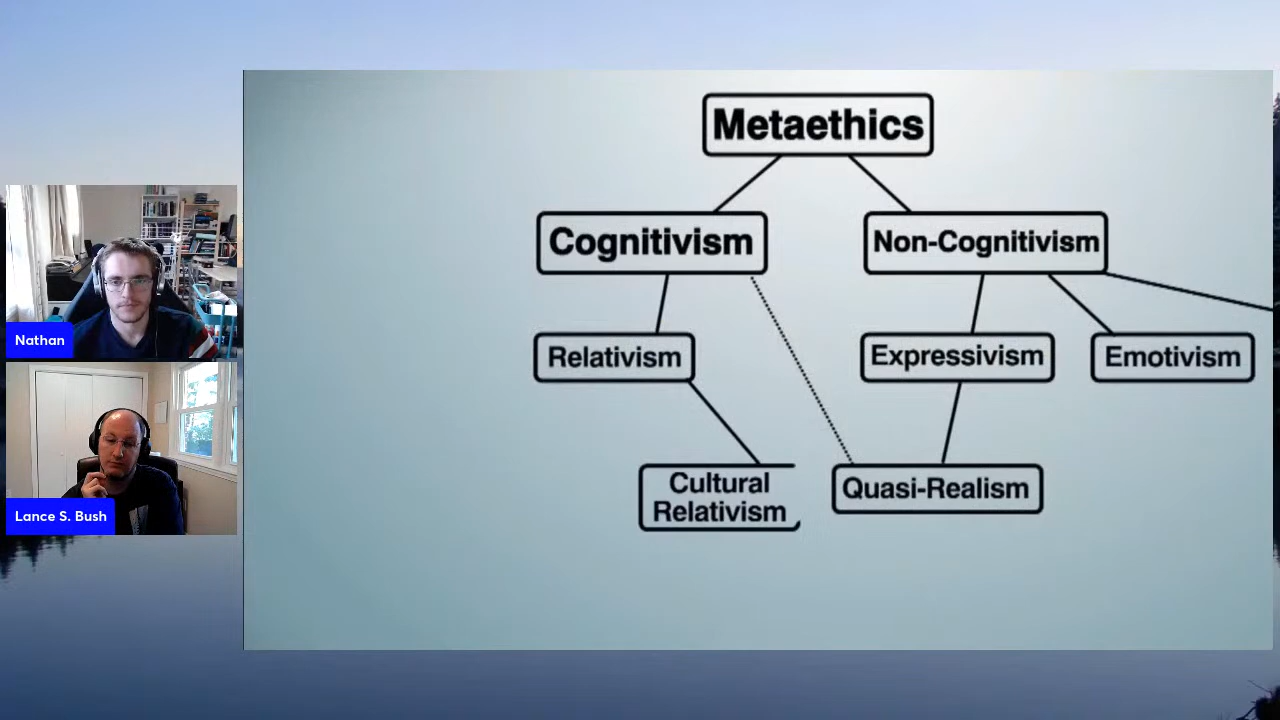 Metaethics
Cognitivism
Non-Cognitivism
Relativism
Expressivism
Emotivism
Cultural
Relativism
Quasi-Realism
Nathan
Lance S. Bush